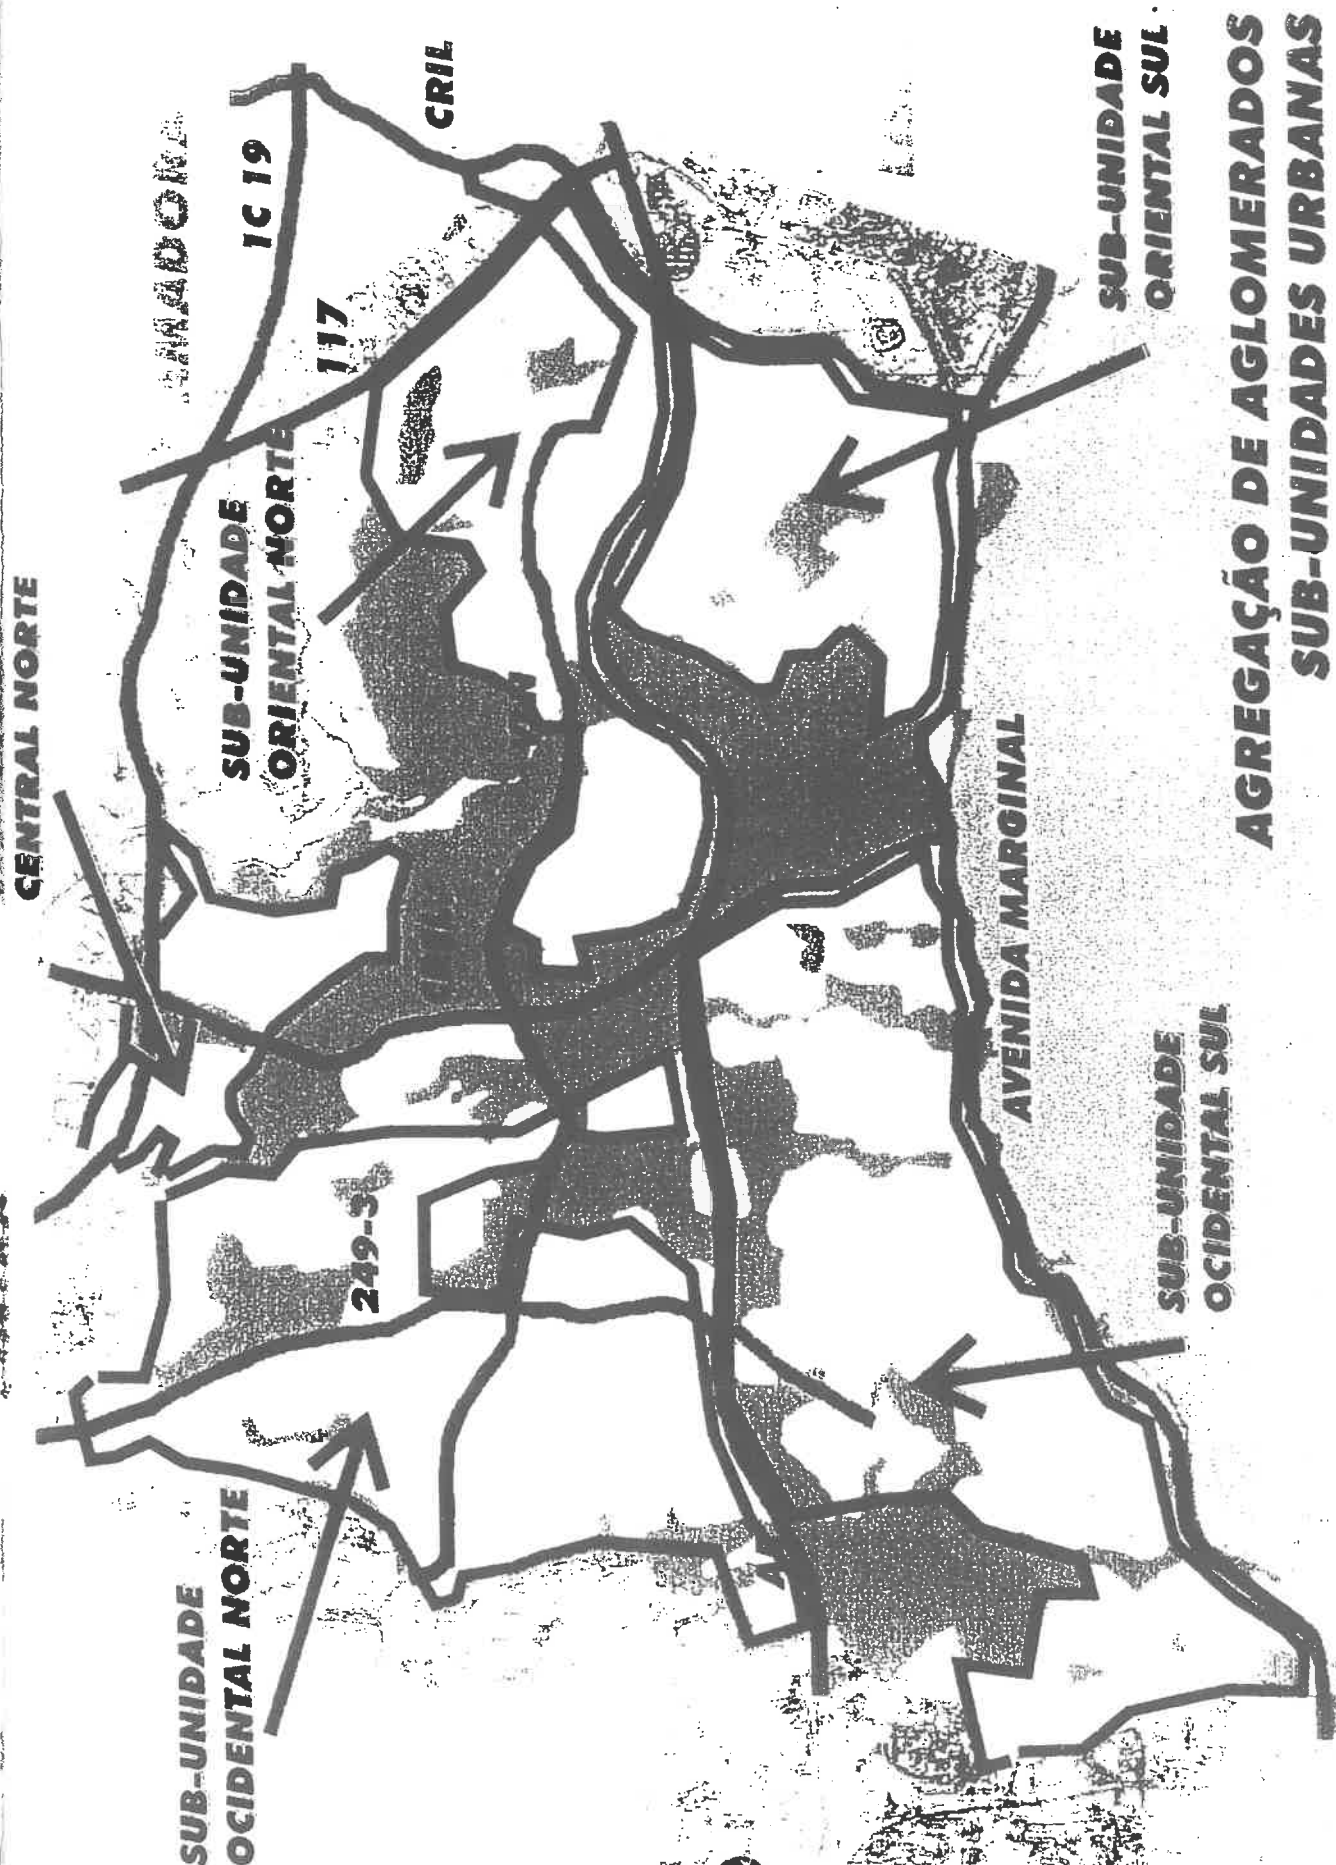 CENTRAL NORTE
SUB-UNIDADE
OCIDENTAL NORTE
SUB-UNIDADE
ORIENTAL NORTE
IC 19
117
CRIL
249-3
AVENIDA MARGINAL
SUB-UNIDADE
OCIDENTAL SUL
SUB-UNIDADE
ORIENTAL SUL
AGREGAÇÃO DE AGLOMERADOS
SUB-UNIDADES URBANAS